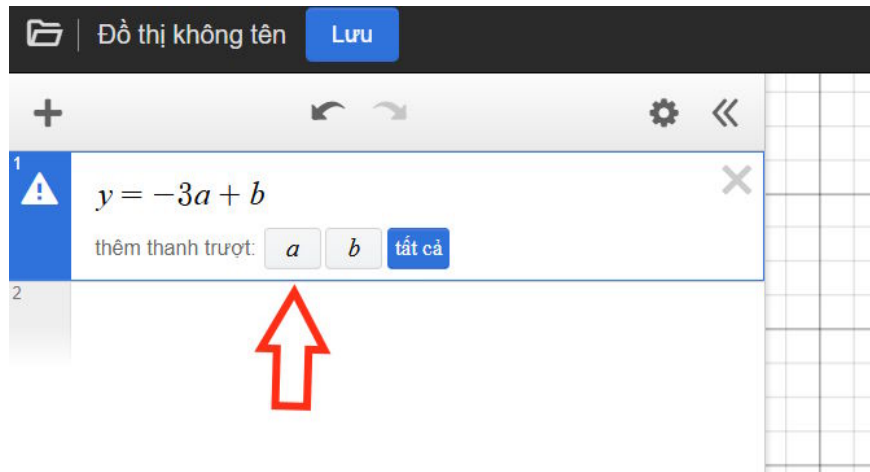 Đồ thị không tên Lưu
1
y = −3a + b
thêm thanh trượt: a b tất cả
2